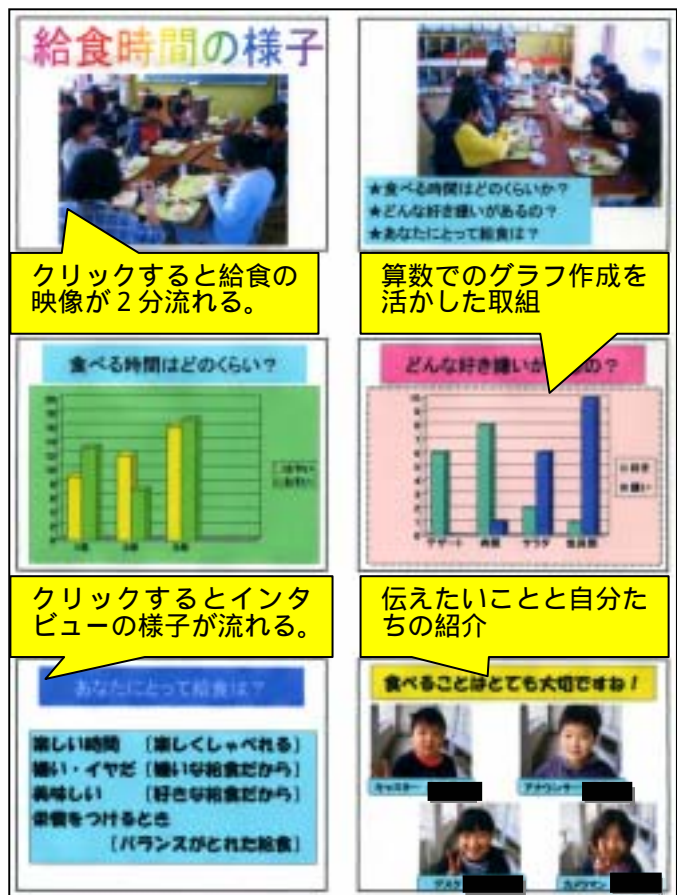 給食時間の様子
★食べる時間はどのくらいか?
★どんな好き嫌いがあるの?
★あなたにとって給食は?
クリックすると給食の
映像が2分流れる。
算数でのグラフ作成を
活かした取組
食べる時間はどのくらい?
どんな好き嫌いが の?
デザート 肉類 サラダ
好き
嫌い
クリックするとインタ
ビューの様子が流れる。
伝えたいことと自分た
ちの紹介
あなたにとって給食は?
楽しい時間 〔楽しくしゃべれる〕
嫌い・イヤだ〔嫌いな給食だから〕
美味しい 〔好きな給食だから〕
栄養をつけるとき
〔バランスがとれた給食〕
食べることはとても大切ですね!
キャスター
アナウンサー
デスク
カメラマン